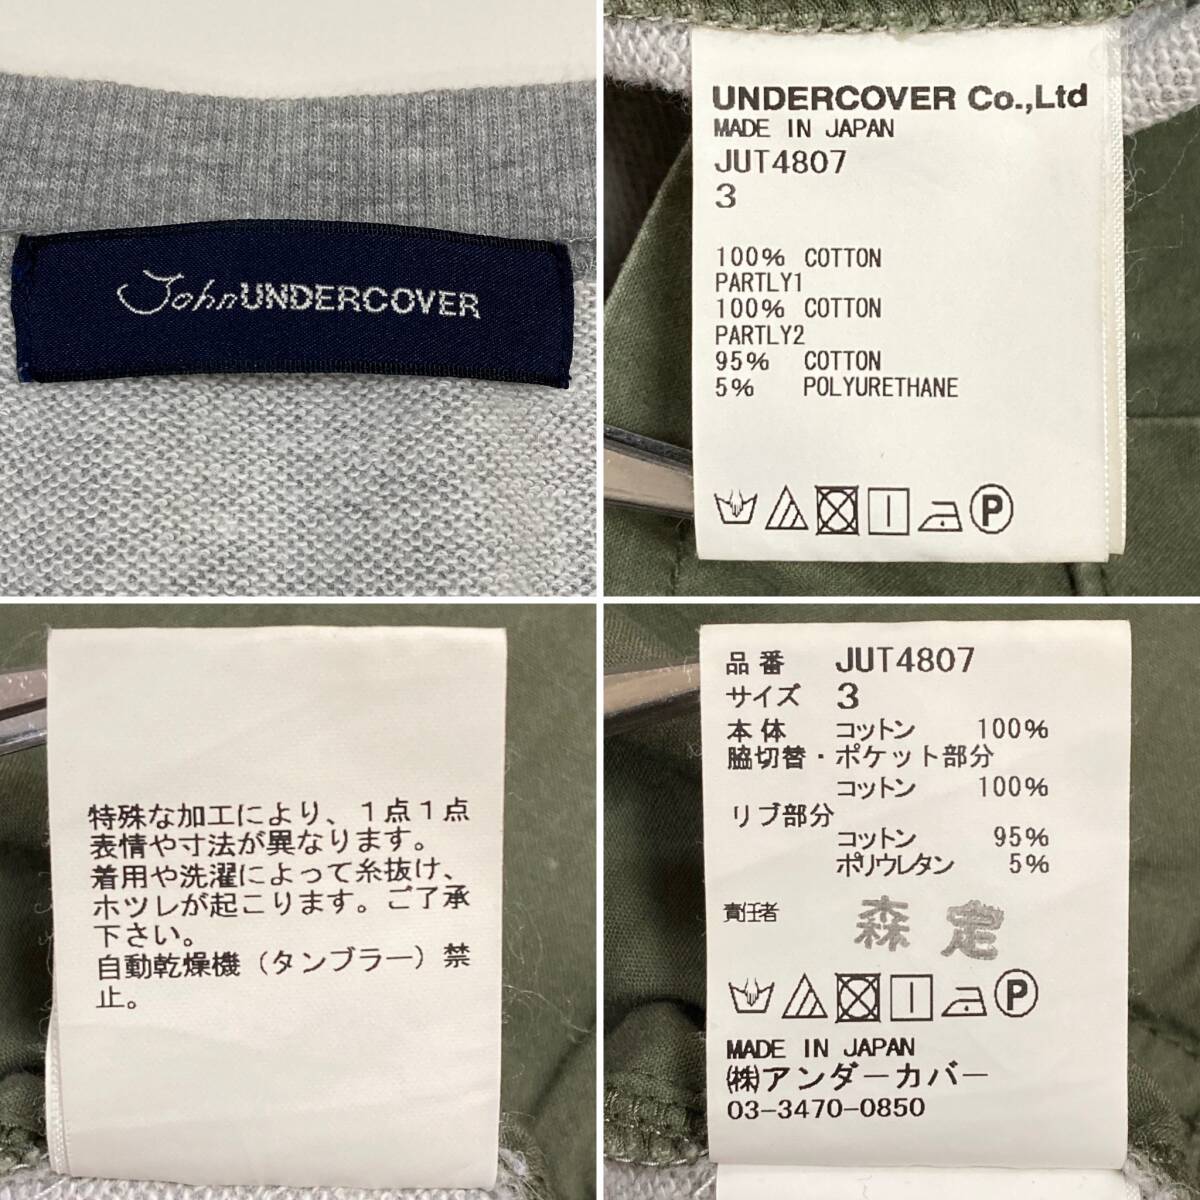 John UNDERCOVER
UNDERCOVER Co.,Ltd
MADE IN JAPAN
JUT4807
3
100% COTTON
PARTLY1
100% COTTON
PARTLY2
95% COTTON
5% POLYURETHANE
P
特殊な加工により、1点1点
表情や寸法が異なります。
着用や洗濯によって糸抜け、
ホツレが起こります。ご了承
下さい。
自動乾燥機(タンブラー)禁
止。
品番 JUT4807
サイズ 3
本体 コットン 100%
脇切替・ポケット部分
コットン 100%
リブ部分
コットン 95%
ポリウレタン 5%
責任者 森 定
P
MADE IN JAPAN
㈱アンダーカバー
03-3470-0850